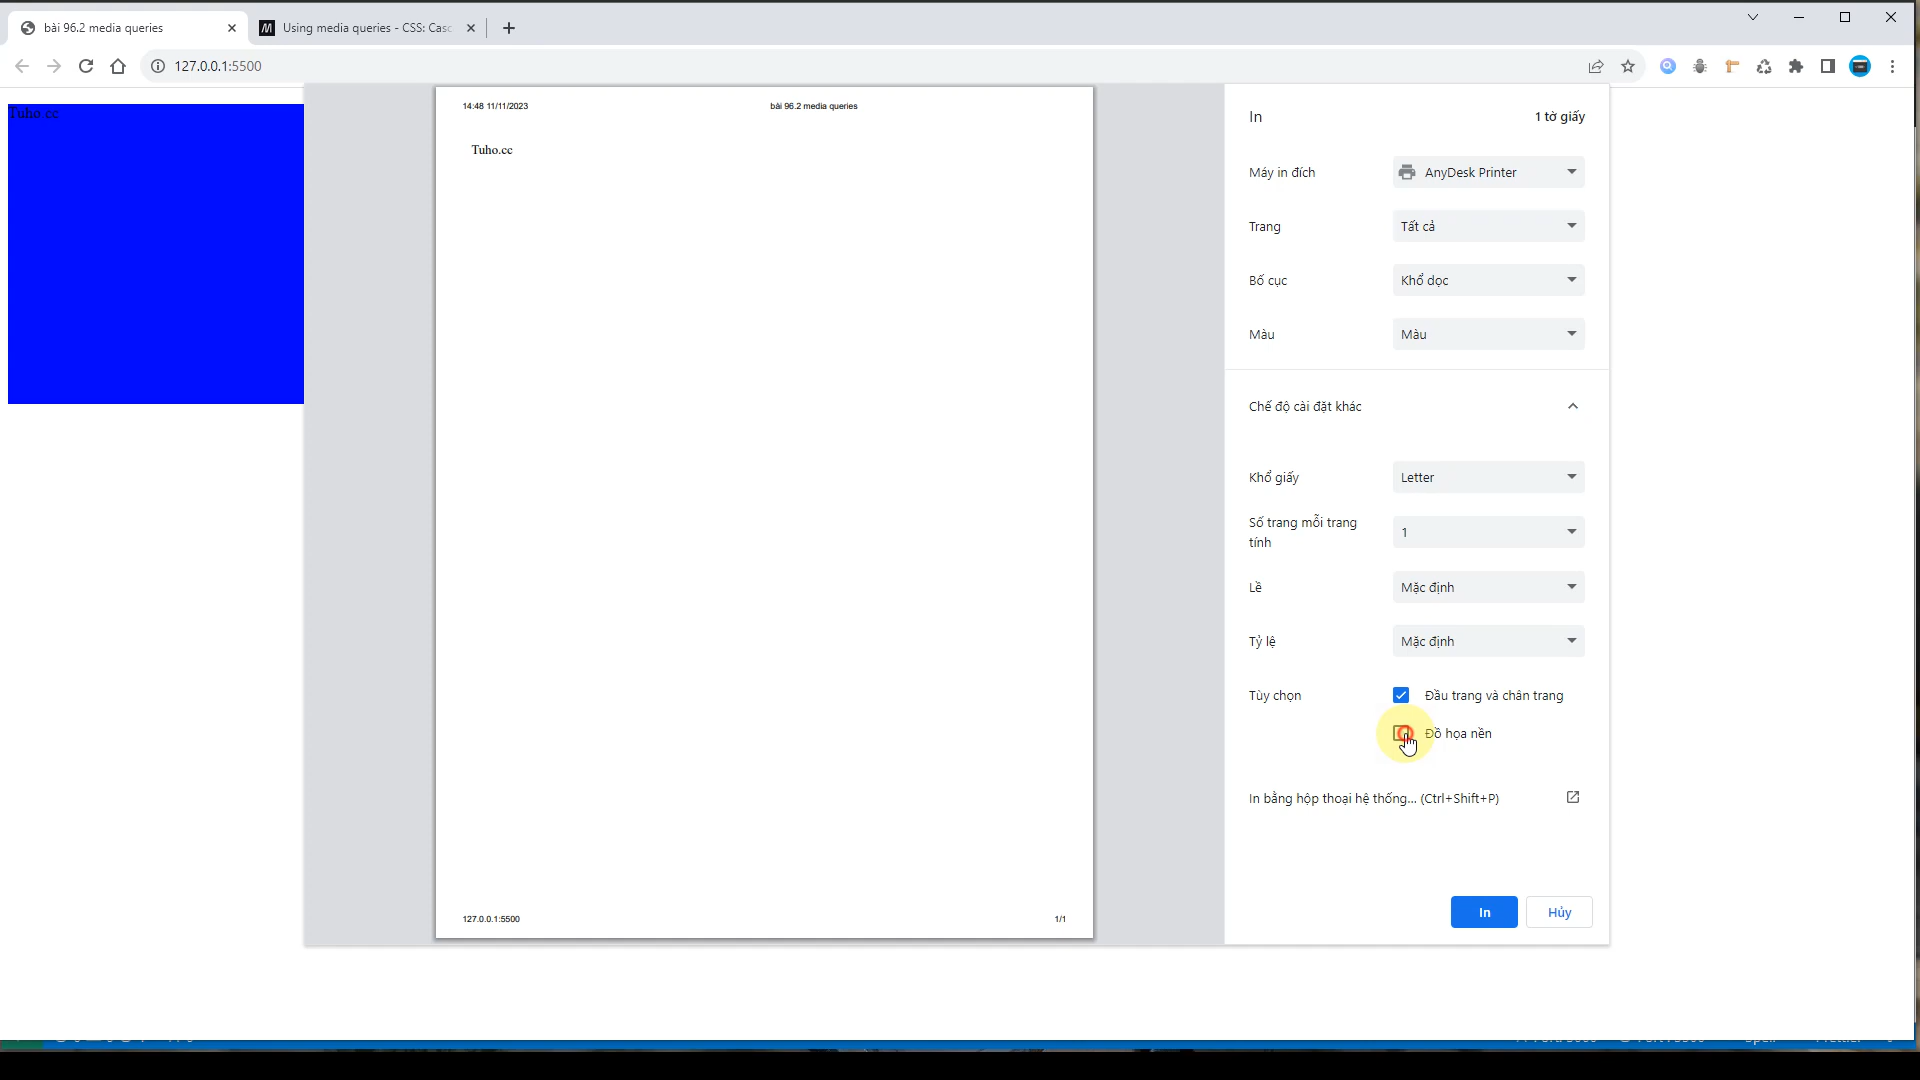 bài 96.2 media queries
Using media queries - CSS: Casc
127.0.0.1:5500
Tuho.cc
14:48 11/11/2023
bài 96.2 media queries
Tuho.cc
127.0.0.1:5500
1/1
In
1 tờ giấy
Máy in đích
AnyDesk Printer
Trang
Tất cả
Bố cục
Khổ dọc
Màu
Màu
Chế độ cài đặt khác
Khổ giấy
Letter
Số trang mỗi trang
tính
1
Lề
Mặc định
Tỷ lệ
Mặc định
Tùy chọn
Đầu trang và chân trang
Đồ họa nền
In bằng hộp thoại hệ thống... (Ctrl+Shift+P)
In
Hủy